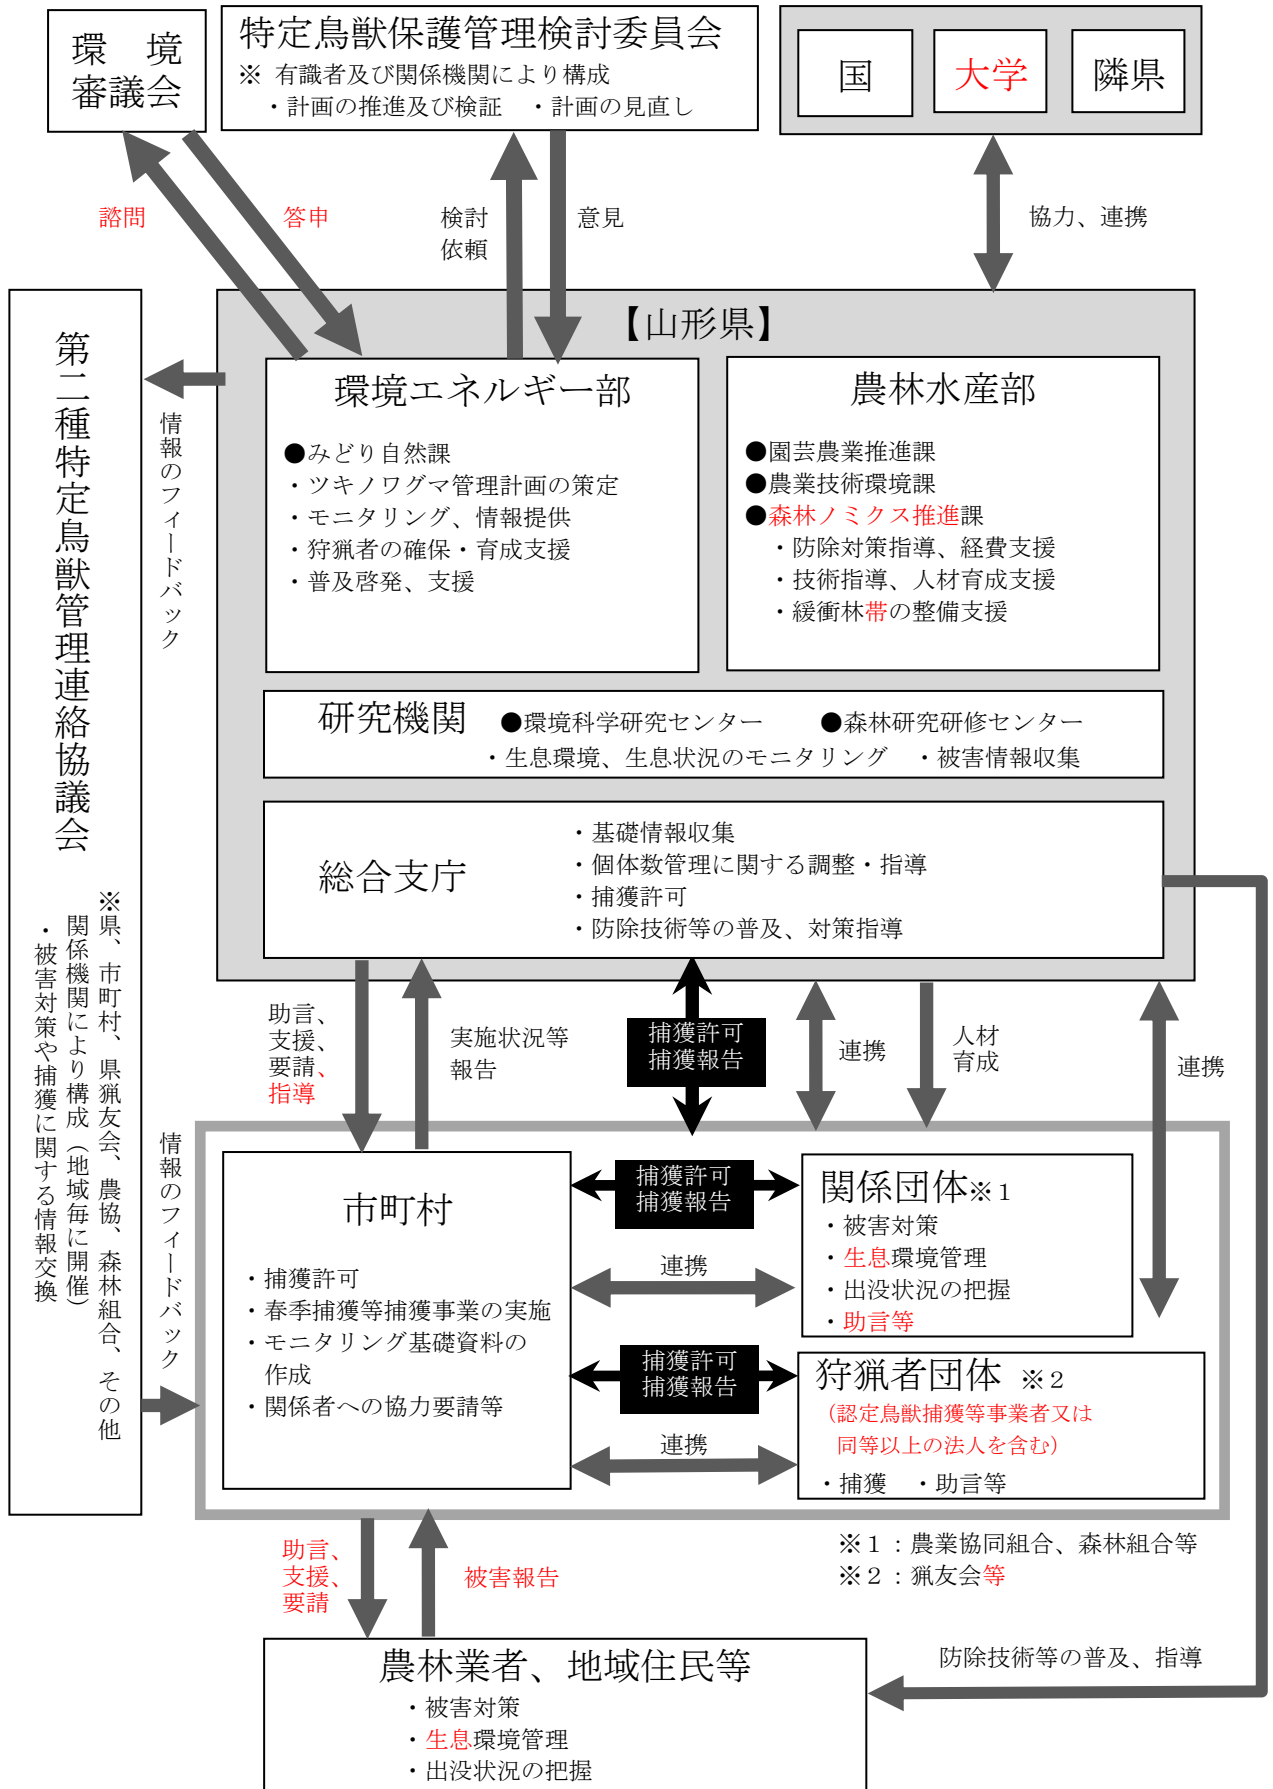 環　境
審議会
特定鳥獣保護管理検討委員会
※ 有識者及び関係機関により構成
・計画の推進及び検証　・計画の見直し
国
大学
隣県
諮問
答申
検討
依頼
意見
協力、連携
第二種特定鳥獣管理連絡協議会
※県、市町村、県猟友会、農協、森林組合、その他
関係機関により構成（地域毎に開催）
・被害対策や捕獲に関する情報交換
情報のフィードバック
【山形県】
環境エネルギー部
●みどり自然課
・ツキノワグマ管理計画の策定
・モニタリング、情報提供
・狩猟者の確保・育成支援
・普及啓発、支援
農林水産部
●園芸農業推進課
●農業技術環境課
●森林ノミクス推進課
・防除対策指導、経費支援
・技術指導、人材育成支援
・緩衝林帯の整備支援
研究機関　●環境科学研究センター　●森林研究研修センター
・生息環境、生息状況のモニタリング　・被害情報収集
総合支庁
・基礎情報収集
・個体数管理に関する調整・指導
・捕獲許可
・防除技術等の普及、対策指導
助言、
支援、
要請、
指導
実施状況等
報告
捕獲許可
捕獲報告
連携
人材
育成
連携
情報のフィードバック
市町村
・捕獲許可
・春季捕獲等捕獲事業の実施
・モニタリング基礎資料の
作成
・関係者への協力要請等
捕獲許可
捕獲報告
連携
捕獲許可
捕獲報告
連携
関係団体※１
・被害対策
・生息環境管理
・出没状況の把握
・助言等
狩猟者団体 ※２
（認定鳥獣捕獲等事業者又は
同等以上の法人を含む）
・捕獲　・助言等
※１：農業協同組合、森林組合等
※２：猟友会等
助言、
支援、
要請
被害報告
防除技術等の普及、指導
農林業者、地域住民等
・被害対策
・生息環境管理
・出没状況の把握